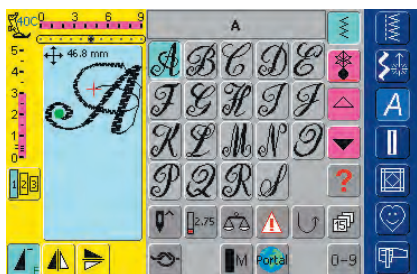 40C 0 3 6 9
A
5
4
3
2
1
0
46.8 mm
A
A B C D E
F G H I J
K L M N O
P Q R S
A
?
1 2 3
2.75
F
M
Portal
0-9